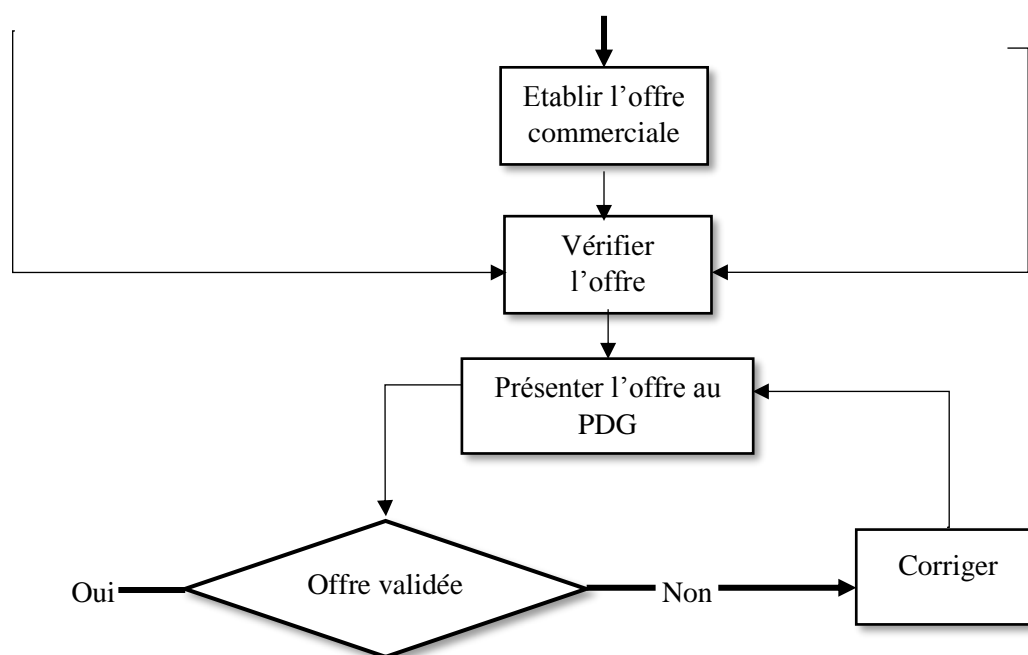 Etablir l’offre
commerciale
Vérifier
l’offre
Présenter l’offre au
PDG
Oui
Offre validée
Non
Corriger